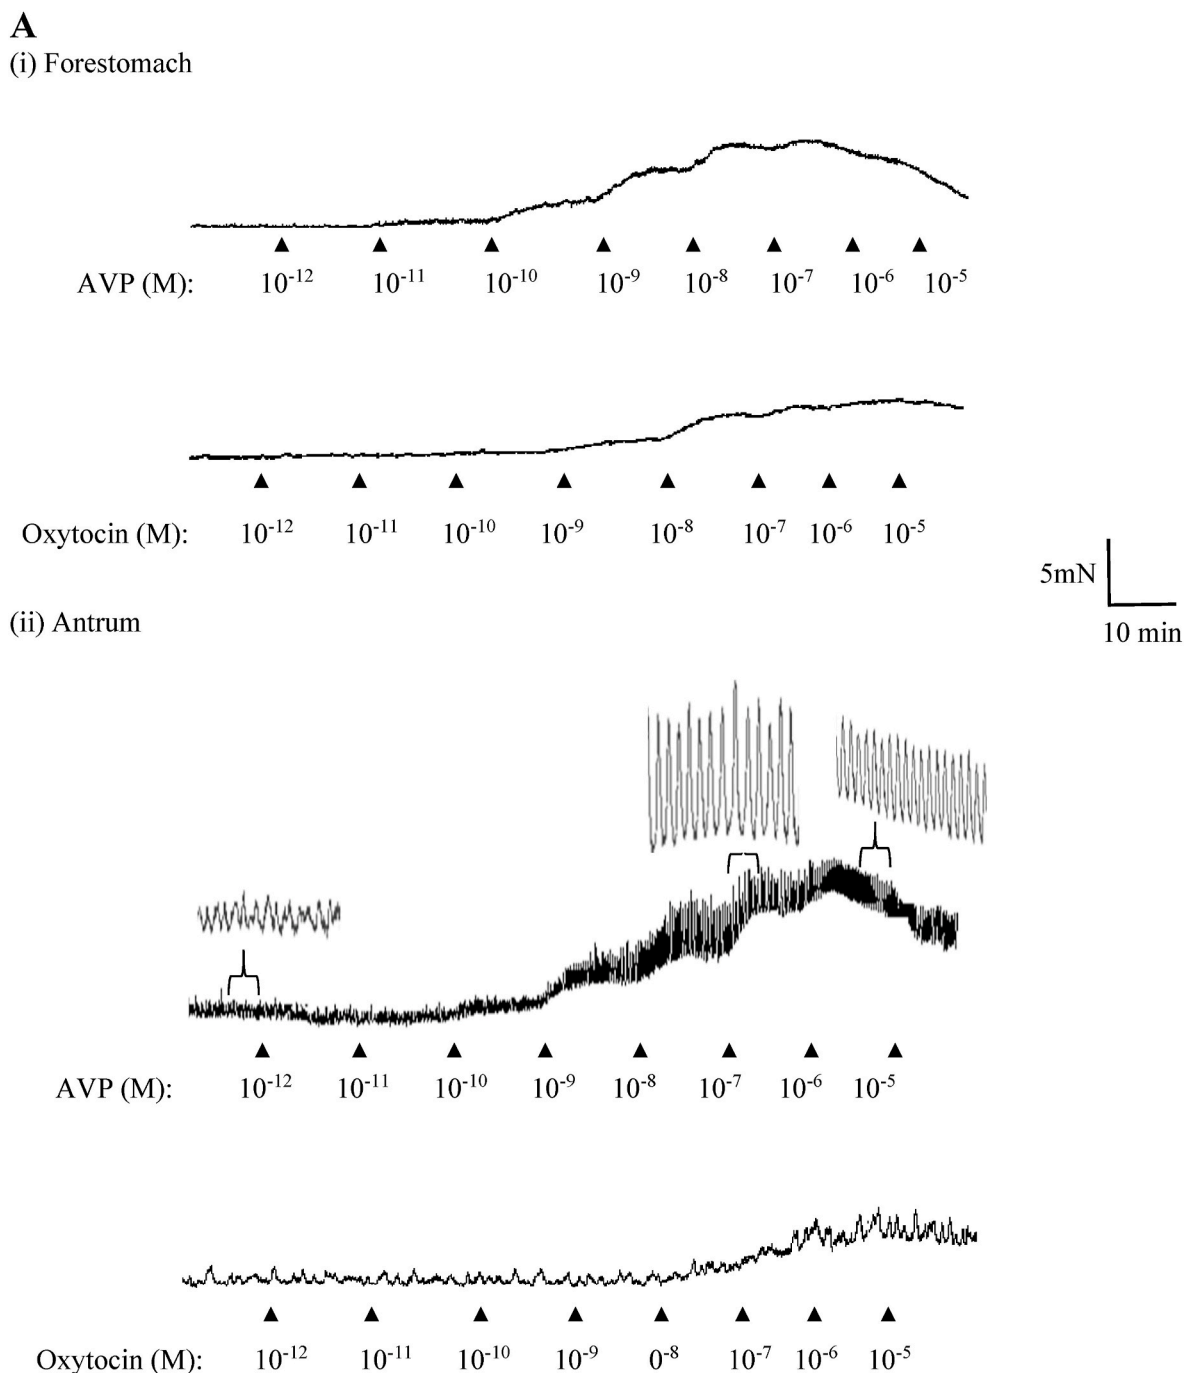 A
(i) Forestomach
AVP (M): 10⁻¹² 10⁻¹¹ 10⁻¹⁰ 10⁻⁹ 10⁻⁸ 10⁻⁷ 10⁻⁶ 10⁻⁵
Oxytocin (M): 10⁻¹² 10⁻¹¹ 10⁻¹⁰ 10⁻⁹ 10⁻⁸ 10⁻⁷ 10⁻⁶ 10⁻⁵
5mN
10 min
(ii) Antrum
AVP (M): 10⁻¹² 10⁻¹¹ 10⁻¹⁰ 10⁻⁹ 10⁻⁸ 10⁻⁷ 10⁻⁶ 10⁻⁵
Oxytocin (M): 10⁻¹² 10⁻¹¹ 10⁻¹⁰ 10⁻⁹ 0⁻⁸ 10⁻⁷ 10⁻⁶ 10⁻⁵